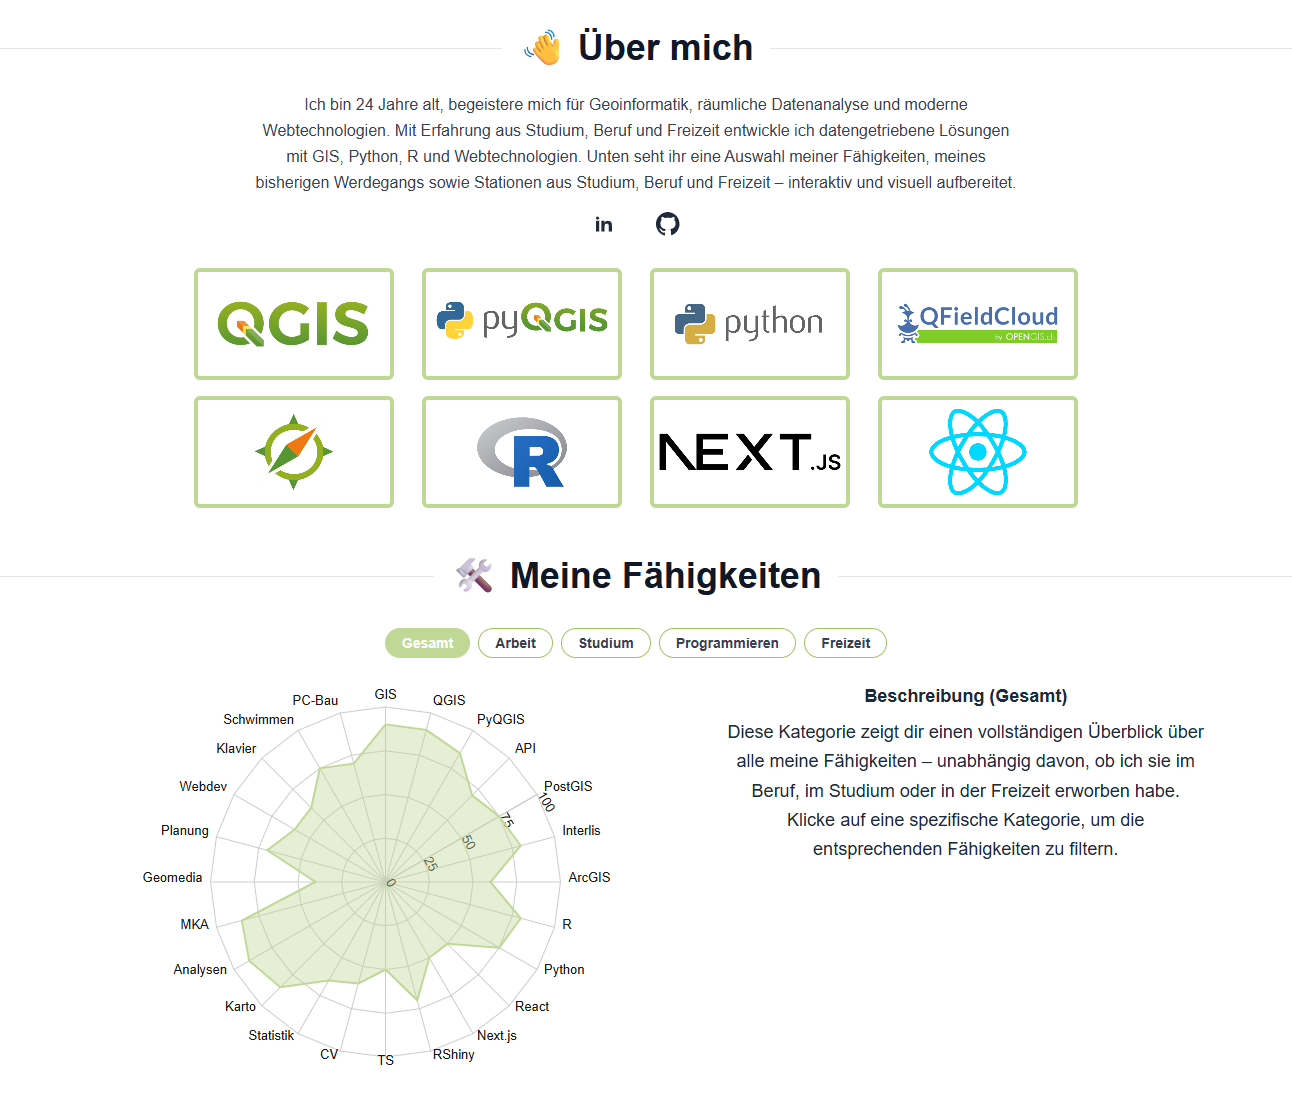 Über mich
Ich bin 24 Jahre alt, begeistere mich für Geoinformatik, räumliche Datenanalyse und moderne
Webtechnologien. Mit Erfahrung aus Studium, Beruf und Freizeit entwickle ich datengetriebene Lösungen
mit GIS, Python, R und Webtechnologien. Unten seht ihr eine Auswahl meiner Fähigkeiten, meines
bisherigen Werdegangs sowie Stationen aus Studium, Beruf und Freizeit – interaktiv und visuell aufbereitet.
in
QGIS
pyQGIS
python
QFieldCloud
by OPENGIS.ch
R
NEXT.JS
Meine Fähigkeiten
Gesamt
Arbeit
Studium
Programmieren
Freizeit
GIS
QGIS
PyQGIS
API
PostGIS
Interlis
ArcGIS
R
Python
React
Next.js
RShiny
TS
CV
Statistik
Karto
Analysen
MKA
Geomedia
Planung
Webdev
Klavier
Schwimmen
PC-Bau
0
25
50
75
100
Beschreibung (Gesamt)
Diese Kategorie zeigt dir einen vollständigen Überblick über
alle meine Fähigkeiten – unabhängig davon, ob ich sie im
Beruf, im Studium oder in der Freizeit erworben habe.
Klicke auf eine spezifische Kategorie, um die
entsprechenden Fähigkeiten zu filtern.